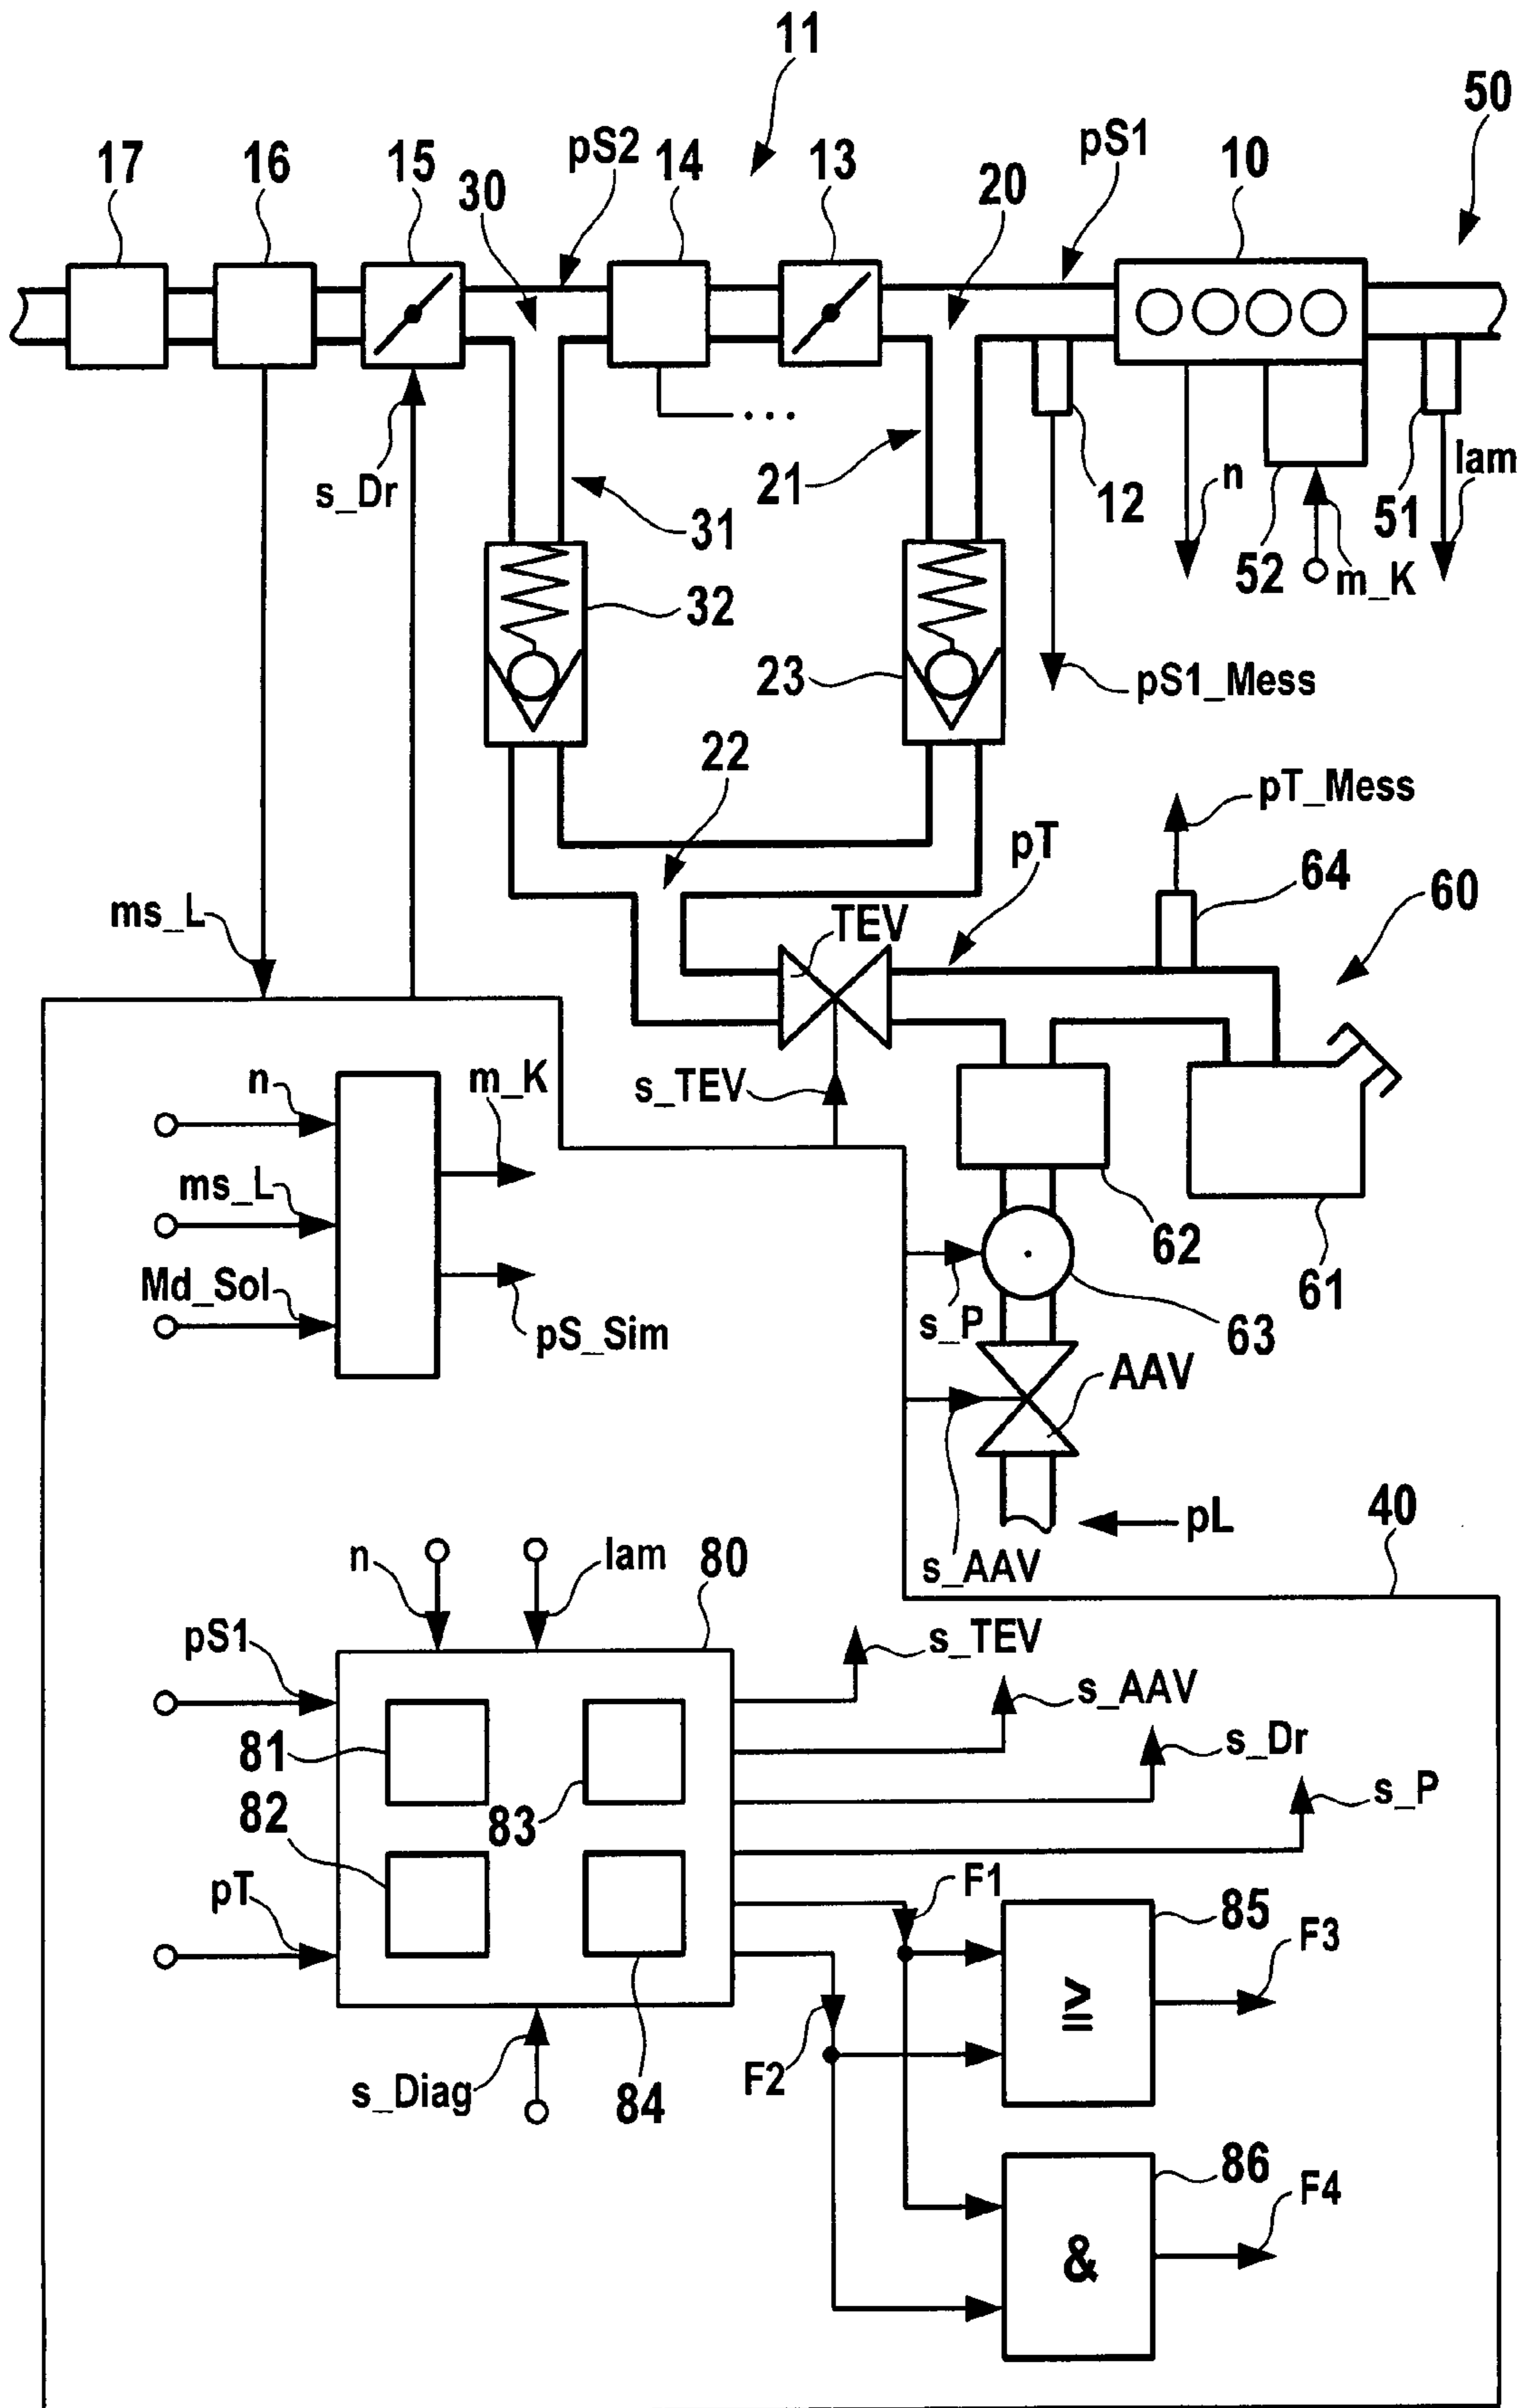 11
50
17
16
15
30
pS2
14
13
20
pS1
10
s_Dr
31
21
12
n
52
m_K
51
lam
32
23
pS1_Mess
22
pT_Mess
pT
64
60
ms_L
TEV
n
m_K
s_TEV
ms_L
62
61
Md_Sol
pS_Sim
s_P
63
AAV
pL
40
s_AAV
n
lam
80
pS1
s_TEV
s_AAV
81
83
s_Dr
82
s_P
pT
F1
85
F3
≥
F2
s_Diag
84
86
F4
&